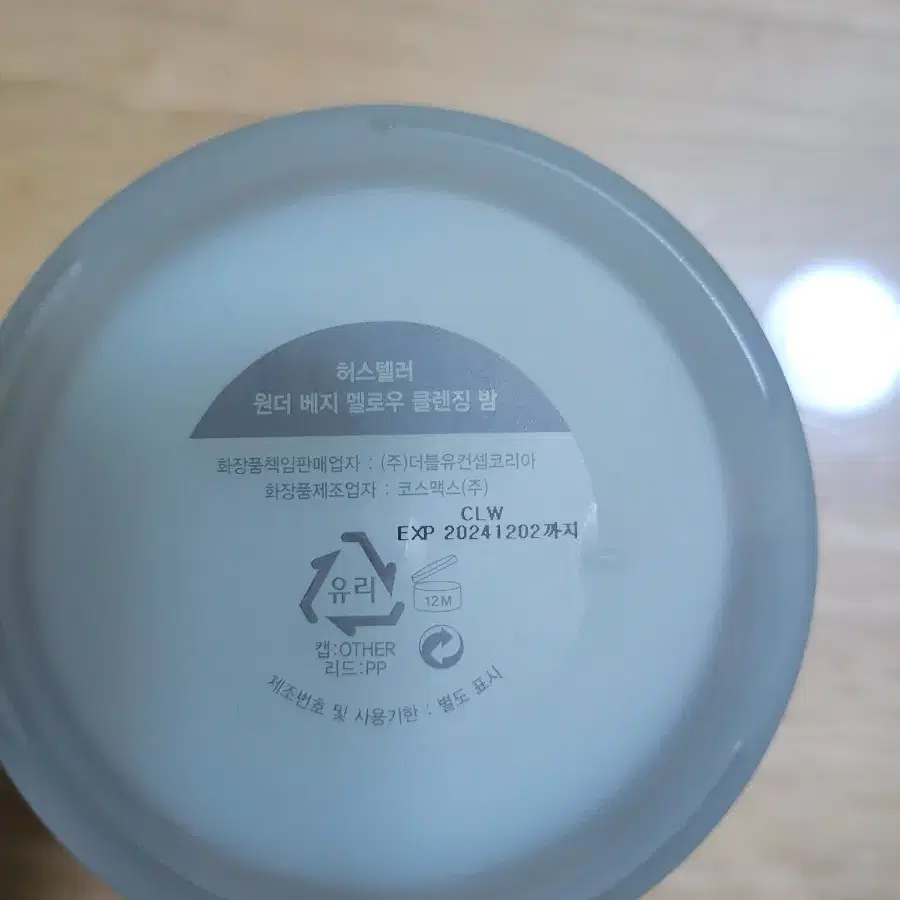 허스텔러
원더 베지 멜로우 클렌징 밤
화장품책임판매업자 : (주)더블유컨셉코리아
화장품제조업자 : 코스맥스(주)
CLW
EXP 20241202까지
유리
12M
캡:OTHER
리드:PP
제조번호 및 사용기한 : 별도 표시